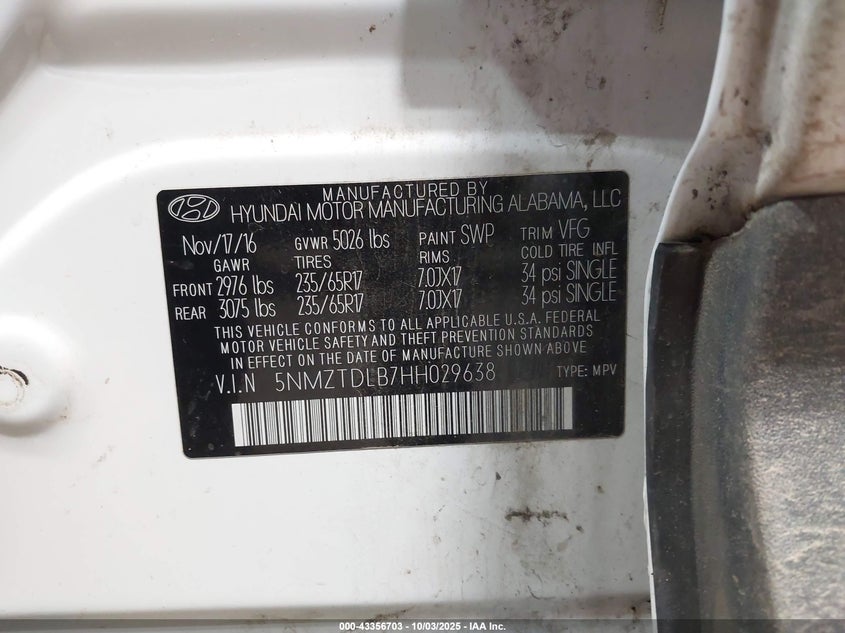 MANUFACTURED BY
HYUNDAI MOTOR MANUFACTURING ALABAMA, LLC
Nov/17/16 GVWR 5026 lbs PAINT SWP TRIM VFG
GAWR TIRES RIMS COLD TIRE INFL
FRONT 2976 lbs 235/65R17 7.0JX17 34 psi SINGLE
REAR 3075 lbs 235/65R17 7.0JX17 34 psi SINGLE
THIS VEHICLE CONFORMS TO ALL APPLICABLE U.S.A. FEDERAL
MOTOR VEHICLE SAFETY AND THEFT PREVENTION STANDARDS
IN EFFECT ON THE DATE OF MANUFACTURE SHOWN ABOVE
V.I.N 5NMZTDLB7HH029638 TYPE: MPV
000-43356703 - 10/03/2025 - IAA Inc.